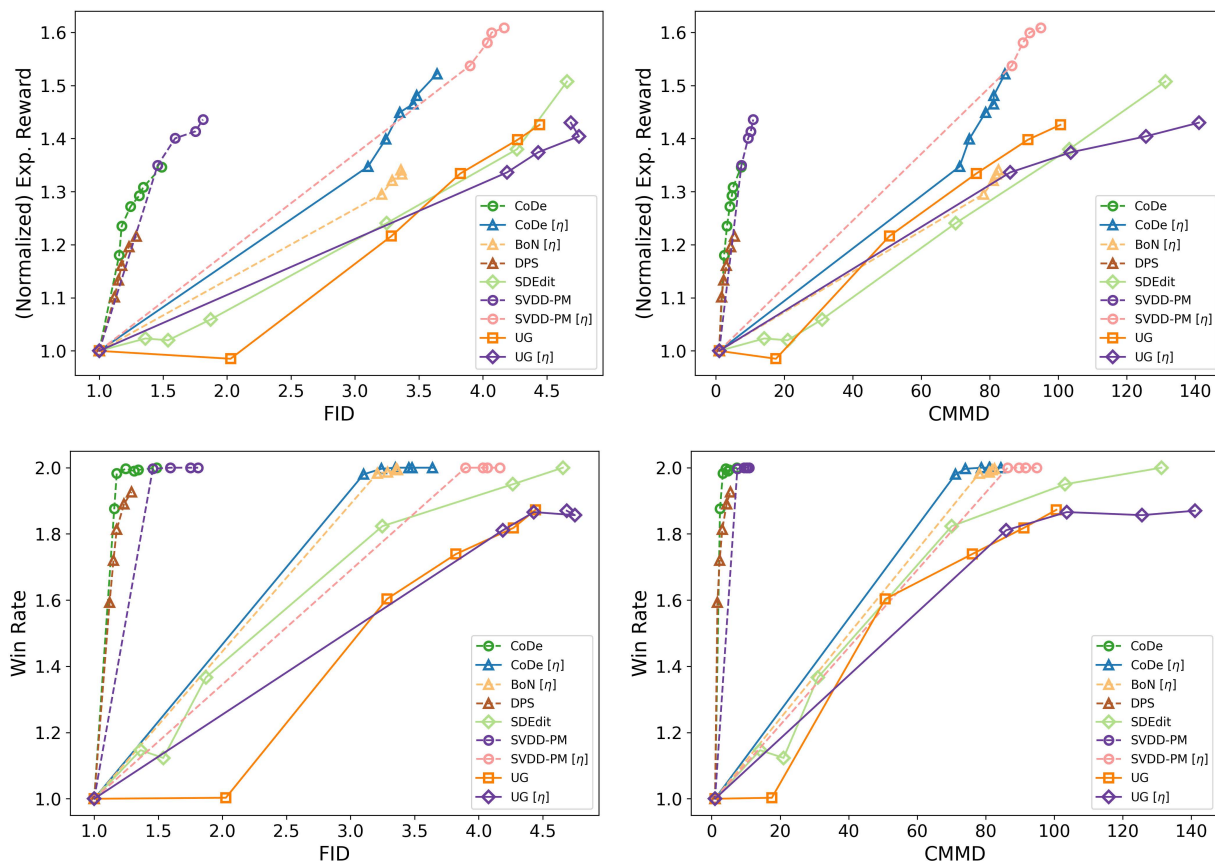 (Normalized) Exp. Reward
1.6
1.5
1.4
1.3
1.2
1.1
1.0
CoDe
CoDe [η]
BoN [η]
DPS
SDEdit
SVDD-PM
SVDD-PM [η]
UG
UG [η]
1.0 1.5 2.0 2.5 3.0 3.5 4.0 4.5
FID
(Normalized) Exp. Reward
1.6
1.5
1.4
1.3
1.2
1.1
1.0
CoDe
CoDe [η]
BoN [η]
DPS
SDEdit
SVDD-PM
SVDD-PM [η]
UG
UG [η]
0 20 40 60 80 100 120 140
CMMD
Win Rate
2.0
1.8
1.6
1.4
1.2
1.0
CoDe
CoDe [η]
BoN [η]
DPS
SDEdit
SVDD-PM
SVDD-PM [η]
UG
UG [η]
1.0 1.5 2.0 2.5 3.0 3.5 4.0 4.5
FID
Win Rate
2.0
1.8
1.6
1.4
1.2
1.0
CoDe
CoDe [η]
BoN [η]
DPS
SDEdit
SVDD-PM
SVDD-PM [η]
UG
UG [η]
0 20 40 60 80 100 120 140
CMMD